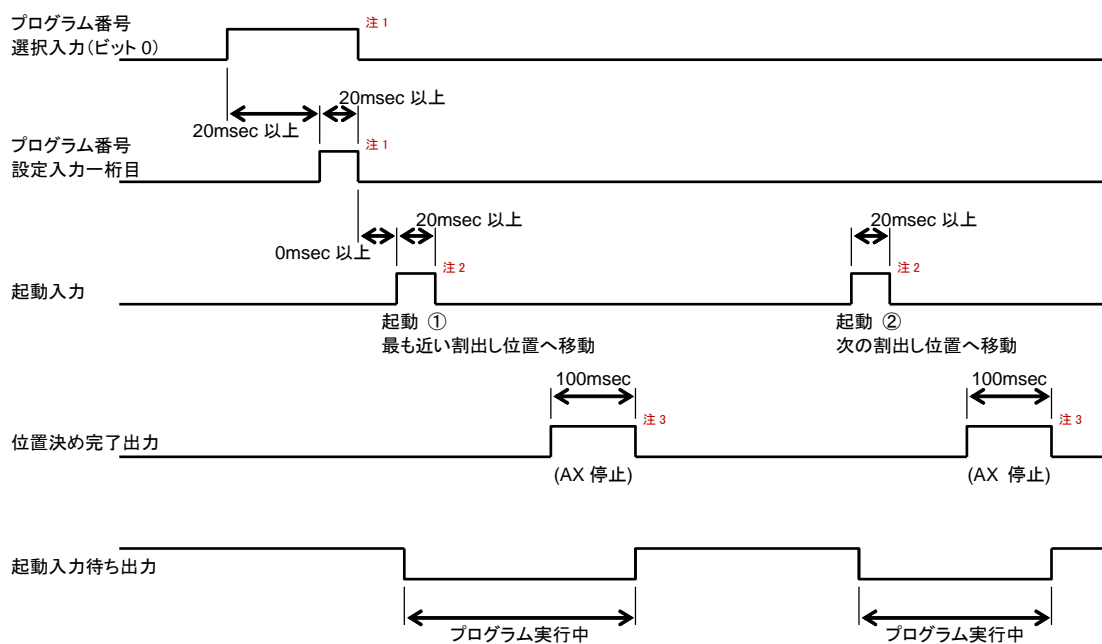 プログラム番号
選択入力(ビット 0)
注 1
20msec 以上
20msec 以上
プログラム番号
設定入力一桁目
注 1
20msec 以上
0msec 以上
20msec 以上
起動入力
注 2
注 2
起動 ①
最も近い割出し位置へ移動
起動 ②
次の割出し位置へ移動
100msec
100msec
位置決め完了出力
注 3
注 3
(AX 停止)
(AX 停止)
起動入力待ち出力
プログラム実行中
プログラム実行中